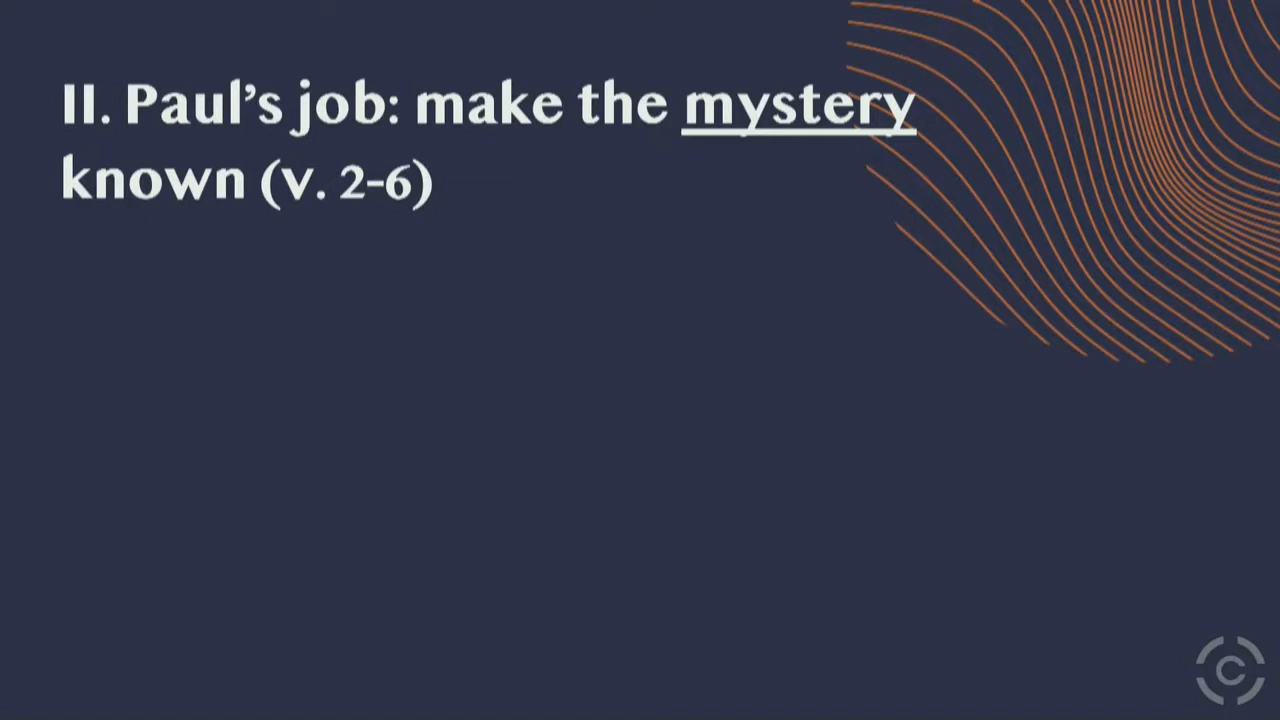 II. Paul’s job: make the mystery
known (v. 2-6)
C